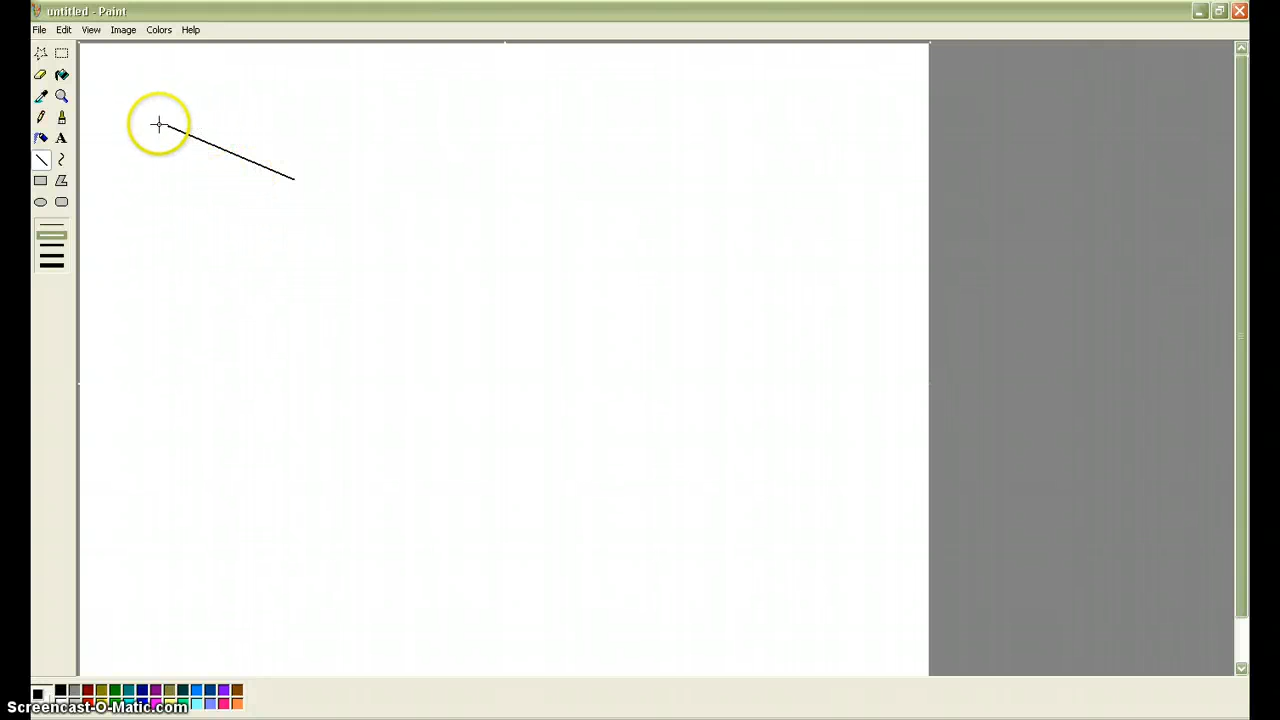 untitled - Paint
File Edit View Image Colors Help
A
Screencast-O-Matic.com